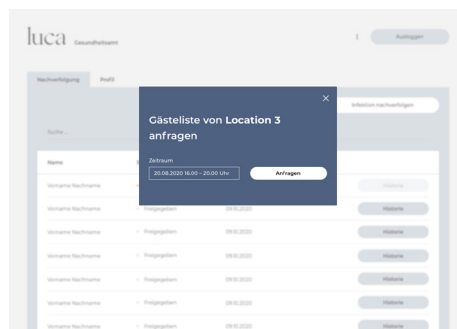 luca Gesundheitsamt
Ausloggen
Nachverfolgung Profil
Infektion nachverfolgen
Gästeliste von Location 3
anfragen
Suche...
Zeitraum
20.08.2020 16.00 – 20.00 Uhr Anfragen
Name
Vorname Nachname Historie
Vorname Nachname Freigegeben 09.10.2020 Historie
Vorname Nachname Freigegeben 09.10.2020 Historie
Vorname Nachname Freigegeben 09.10.2020 Historie
Vorname Nachname Freigegeben 09.10.2020 Historie
Vorname Nachname Freigegeben 09.10.2020 Historie
Vorname Nachname Freigegeben 09.10.2020 Historie